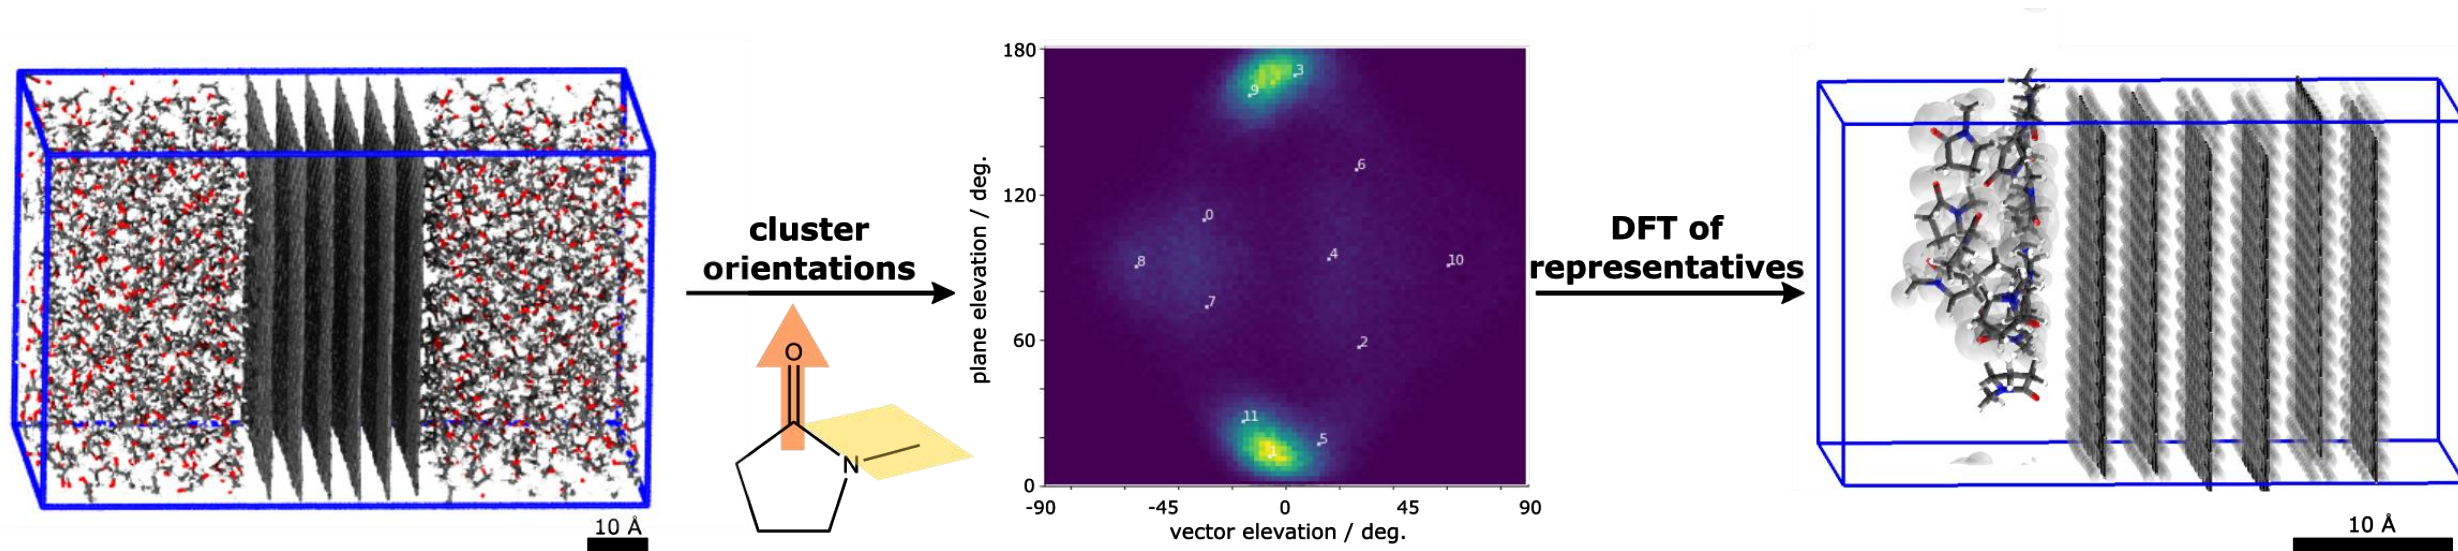 10 Å
cluster
orientations
O
N
180
120
60
0
plane elevation / deg.
3
9
6
0
4
8
10
7
2
11
5
1
-90
-45
0
45
90
vector elevation / deg.
DFT of
representatives
10 Å